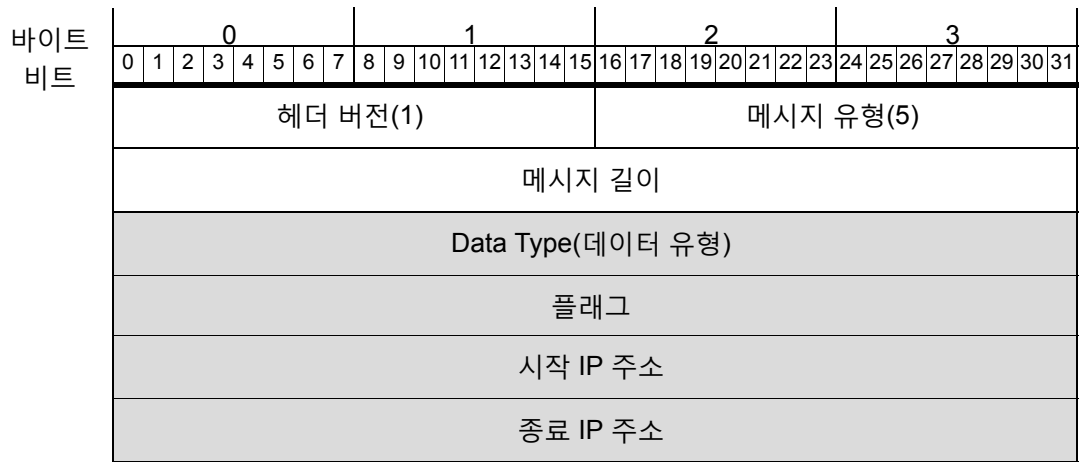 바이트 0 1 2 3
비트 0 1 2 3 4 5 6 7 8 9 10 11 12 13 14 15 16 17 18 19 20 21 22 23 24 25 26 27 28 29 30 31
헤더 버전(1) 메시지 유형(5)
메시지 길이
Data Type(데이터 유형)
플래그
시작 IP 주소
종료 IP 주소